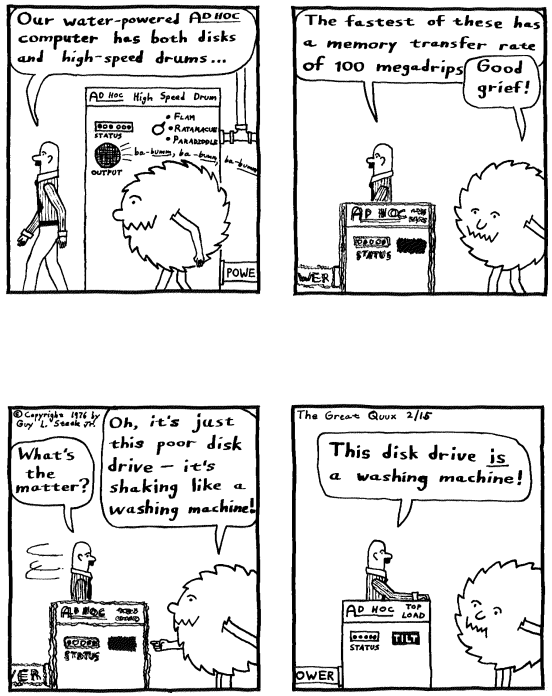 Our water-powered AD HOC
computer has both disks
and high-speed drums...
AD HOC High Speed Drum
• FLAM
• RATAMACUE
• PARADIDDLE
STATUS
OUTPUT
ba-bumm, ba-bumm, ba-bumm
POWE
The fastest of these has
a memory transfer rate
of 100 megadrips
Good
grief!
AD HOC
STATUS
WER
© Copyright 1976 by
Guy L. Steele Jr.
What's
the
matter?
Oh, it's just
this poor disk
drive — it's
shaking like a
washing machine!
AD HOC
STATUS
WER
The Great Quux 2/15
This disk drive is
a washing machine!
AD HOC TOP
LOAD
TILT
STATUS
OWER